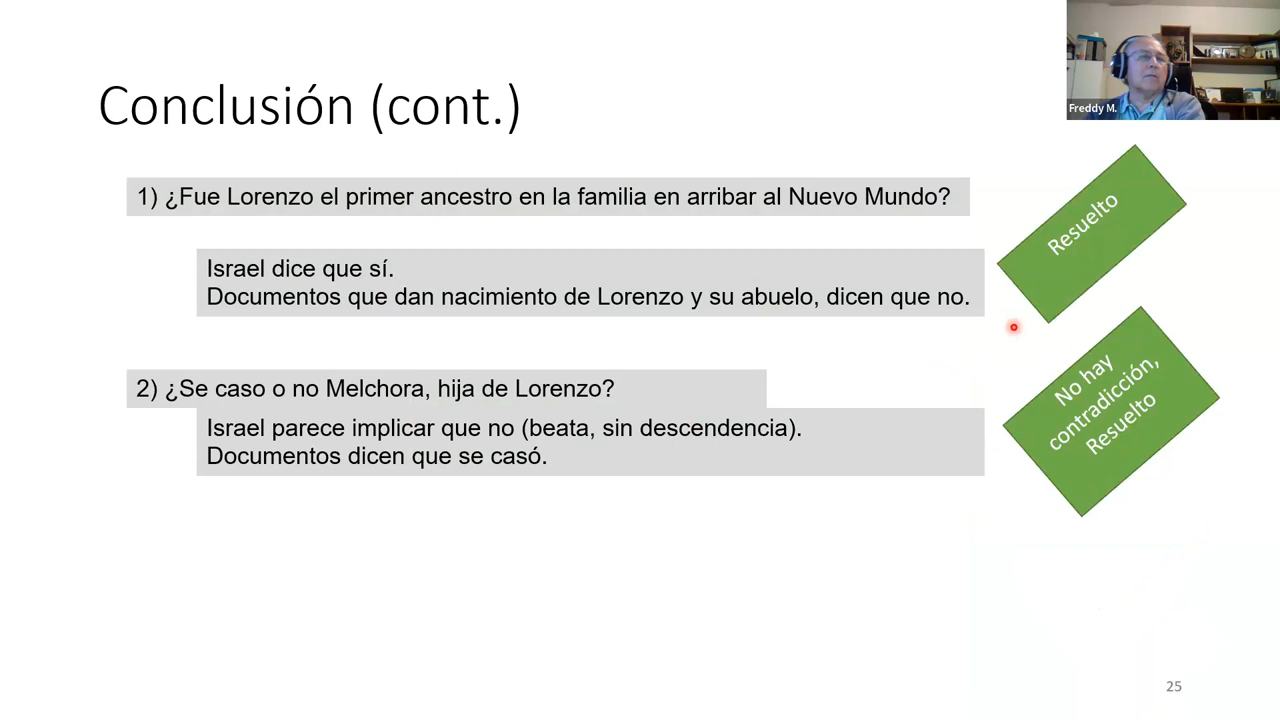 Freddy M.
Conclusión (cont.)
1) ¿Fue Lorenzo el primer ancestro en la familia en arribar al Nuevo Mundo?
Resuelto
Israel dice que sí.
Documentos que dan nacimiento de Lorenzo y su abuelo, dicen que no.
2) ¿Se caso o no Melchora, hija de Lorenzo?
Israel parece implicar que no (beata, sin descendencia).
Documentos dicen que se casó.
No hay
contradicción,
Resuelto
25